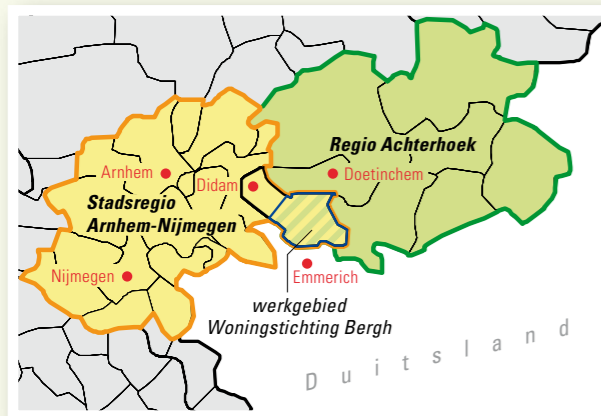 Regio Achterhoek
Arnhem
Doetinchem
Didam
Stadsregio
Arnhem-Nijmegen
Nijmegen
Emmerich
werkgebied
Woningstichting Bergh
Duitsland